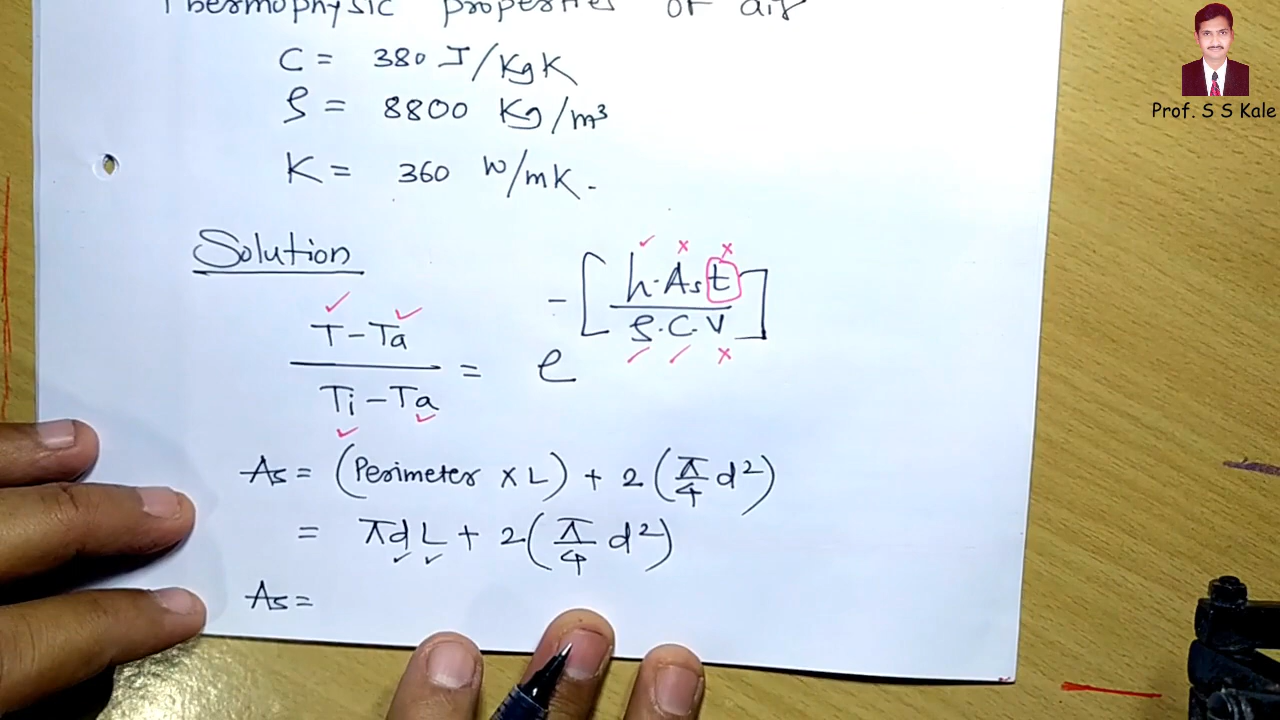 Thermophysic properties of air
C = 380 J/KgK
ρ = 8800 Kg/m³
K = 360 W/mK.
Solution
T-Ta / Ti-Ta = e -[h.As t / ρ.C.V]
As = (Perimeter x L) + 2(π/4 d²)
= πdL + 2(π/4 d²)
As =
Prof. S S Kale